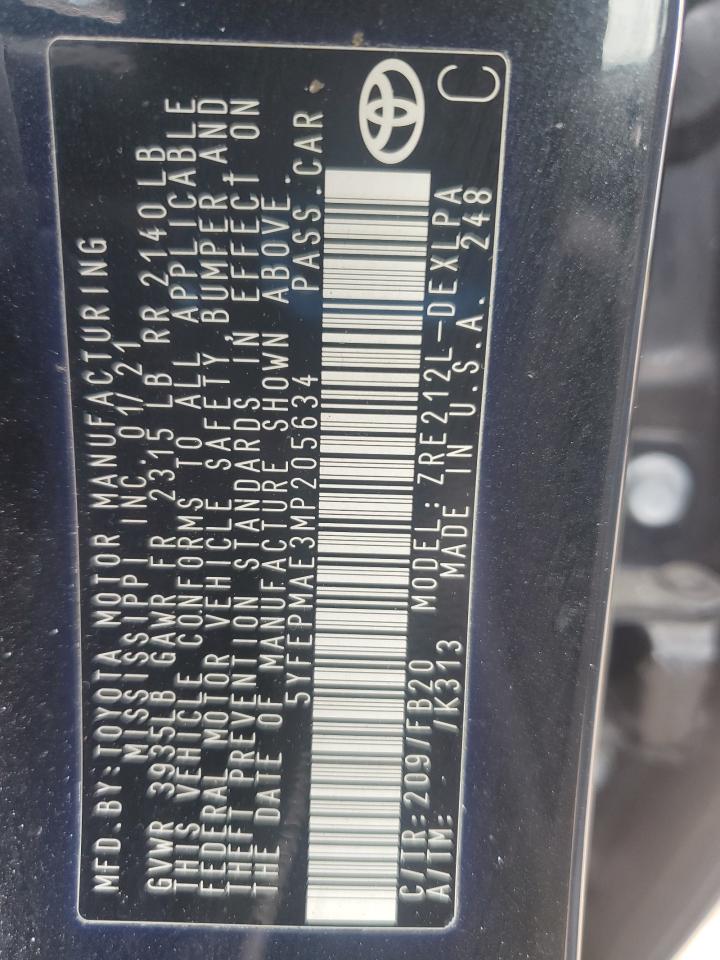 MFD.BY:TOYOTA MOTOR MANUFACTURING
MISSISSIPPI INC.01/21
GVWR 3935LB GAWR FR 2315 LB RR 2140LB
THIS VEHICLE CONFORMS TO ALL APPLICABLE
FEDERAL MOTOR VEHICLE SAFETY,BUMPER AND
THEFT PREVENTION STANDARDS IN EFFECT ON
THE DATE OF MANUFACTURE SHOWN ABOVE.
5YFEPMAE3MP205634 PASS.CAR
C/TR:209/FB20 MODEL:ZRE212L-DEXLPA
A/TM: /K313 MADE IN U.S.A. 248
C